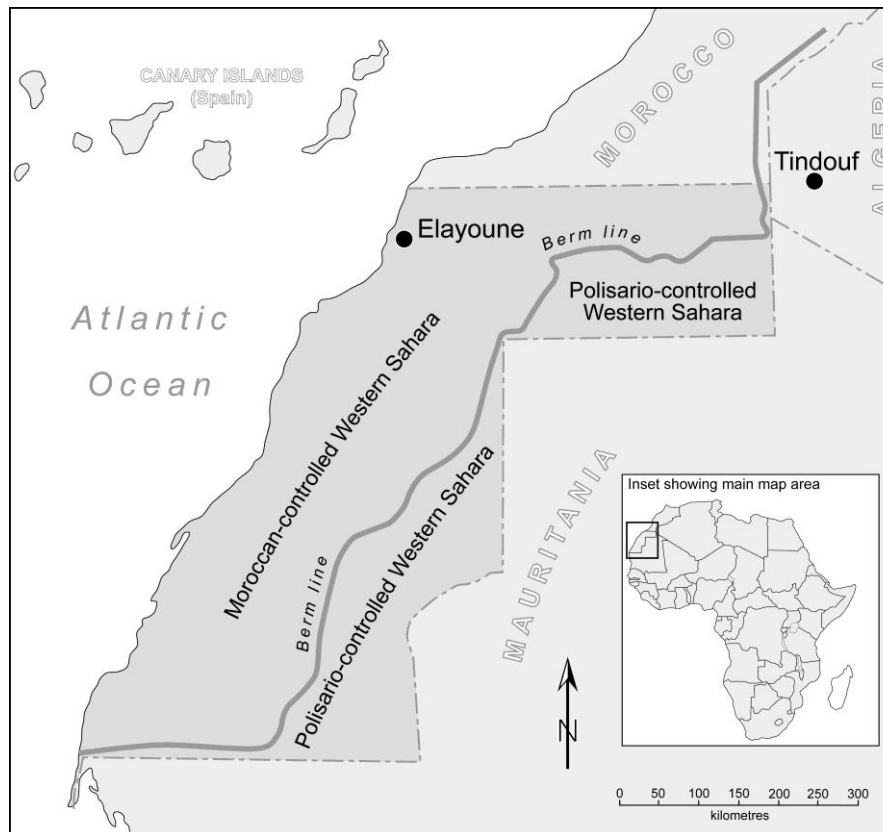 CANARY ISLANDS
(Spain)
MOROCCO
ALGERIA
Tindouf
Elayoune
Berm line
Polisario-controlled
Western Sahara
Atlantic
Ocean
Moroccan-controlled Western Sahara
Polisario-controlled Western Sahara
Berm line
MAURITANIA
Inset showing main map area
N
0 50 100 150 200 250 300
kilometres